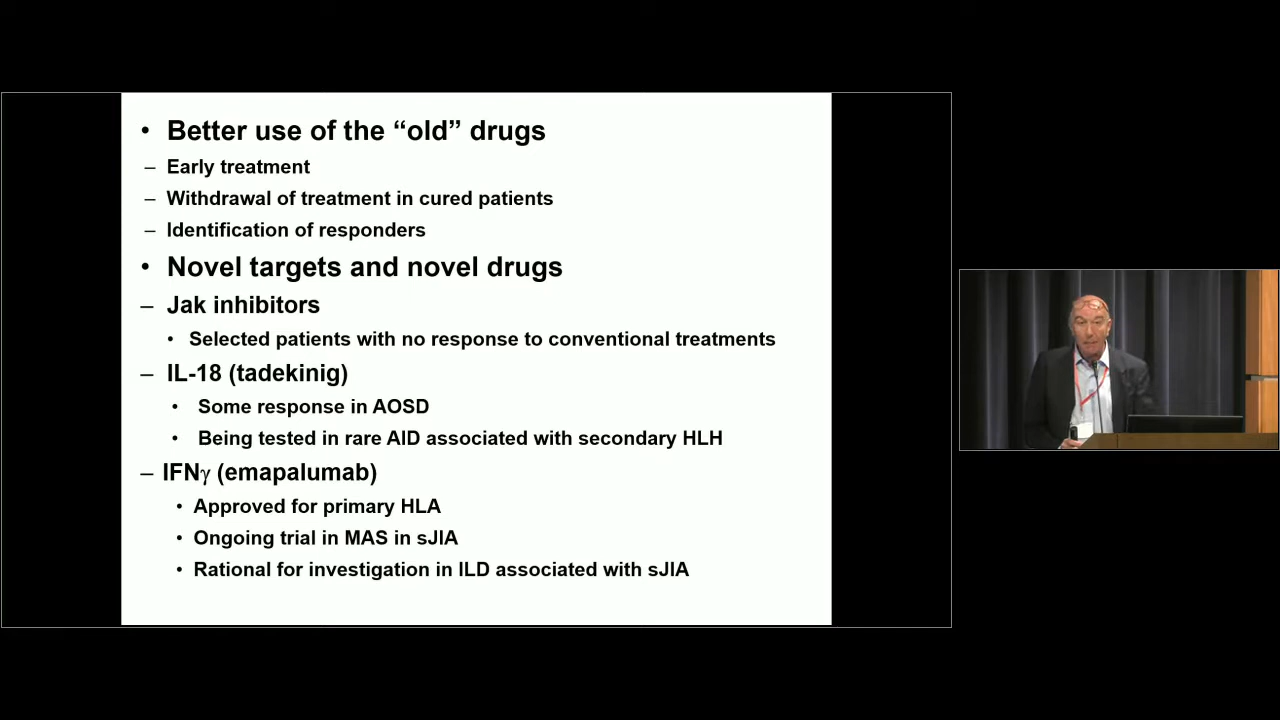 • Better use of the “old” drugs
– Early treatment
– Withdrawal of treatment in cured patients
– Identification of responders
• Novel targets and novel drugs
– Jak inhibitors
• Selected patients with no response to conventional treatments
– IL-18 (tadekinig)
• Some response in AOSD
• Being tested in rare AID associated with secondary HLH
– IFNγ (emapalumab)
• Approved for primary HLA
• Ongoing trial in MAS in sJIA
• Rational for investigation in ILD associated with sJIA